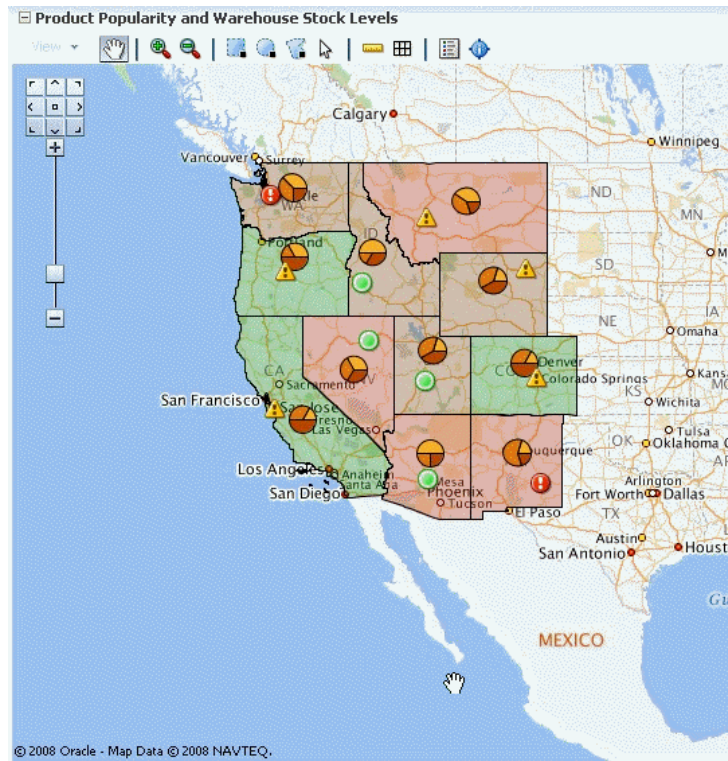 Product Popularity and Warehouse Stock Levels
View
Calgary
Winnipeg
Vancouver
Surrey
WA
ND
MN
ID
Portland
SD
IA
NE
Omaha
Denver
CA
Sacramento
NV
CO
Colorado Springs
KS
Wichita
San Francisco
San Jose
Fresno
Las Vegas
Tulsa
OK
Oklahoma C
Los Angeles
Anaheim
Santa Ana
Mesa
Phoenix
Tucson
San Diego
El Paso
Arlington
Fort Worth
Dallas
TX
Austin
San Antonio
Houst
Gu
MEXICO
© 2008 Oracle - Map Data © 2008 NAVTEQ.